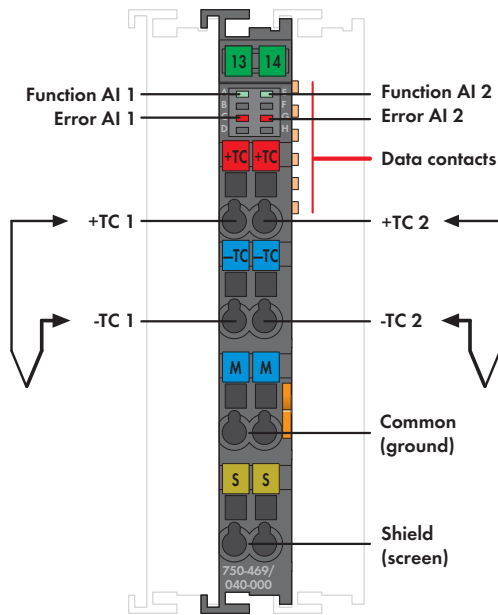 13 14
Function AI 1
Function AI 2
A E
B F
Error AI 1
Error AI 2
C G
D H
+TC +TC
Data contacts
+TC 1
+TC 2
–TC –TC
-TC 1
-TC 2
M M
Common
(ground)
S S
Shield
(screen)
750-469/
040-000